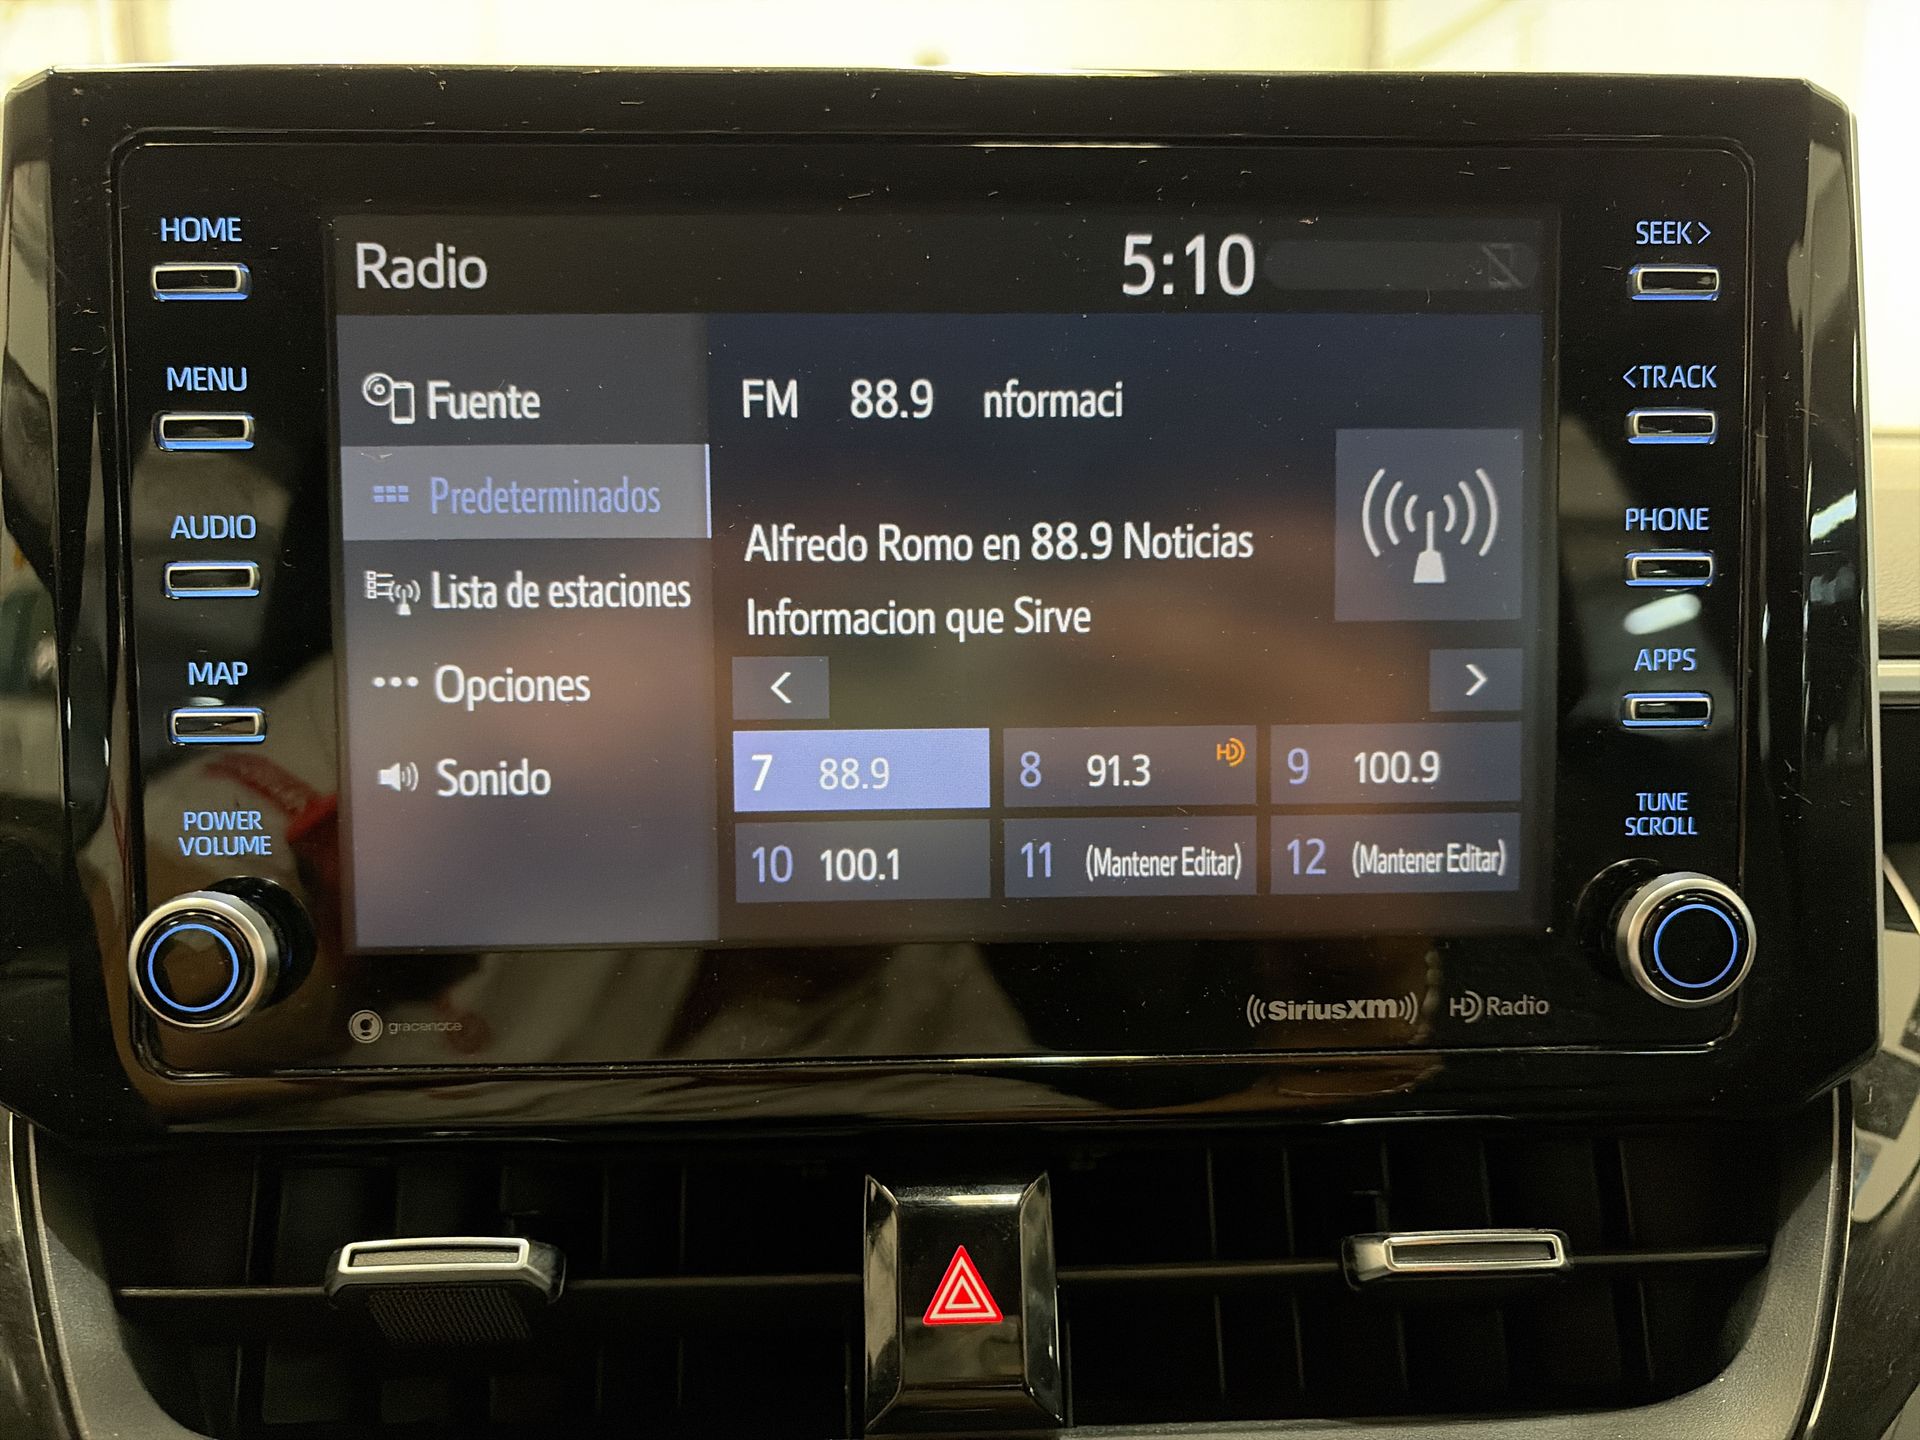 HOME
MENU
AUDIO
MAP
POWER
VOLUME
Radio
5:10
Fuente
Predeterminados
Lista de estaciones
Opciones
Sonido
FM 88.9 nformaci
Alfredo Romo en 88.9 Noticias
Informacion que Sirve
<
>
7 88.9
8 91.3 HD
9 100.9
10 100.1
11 (Mantener Editar)
12 (Mantener Editar)
SEEK>
<TRACK
PHONE
APPS
TUNE
SCROLL
gracenote
((SiriusXM))
HD Radio